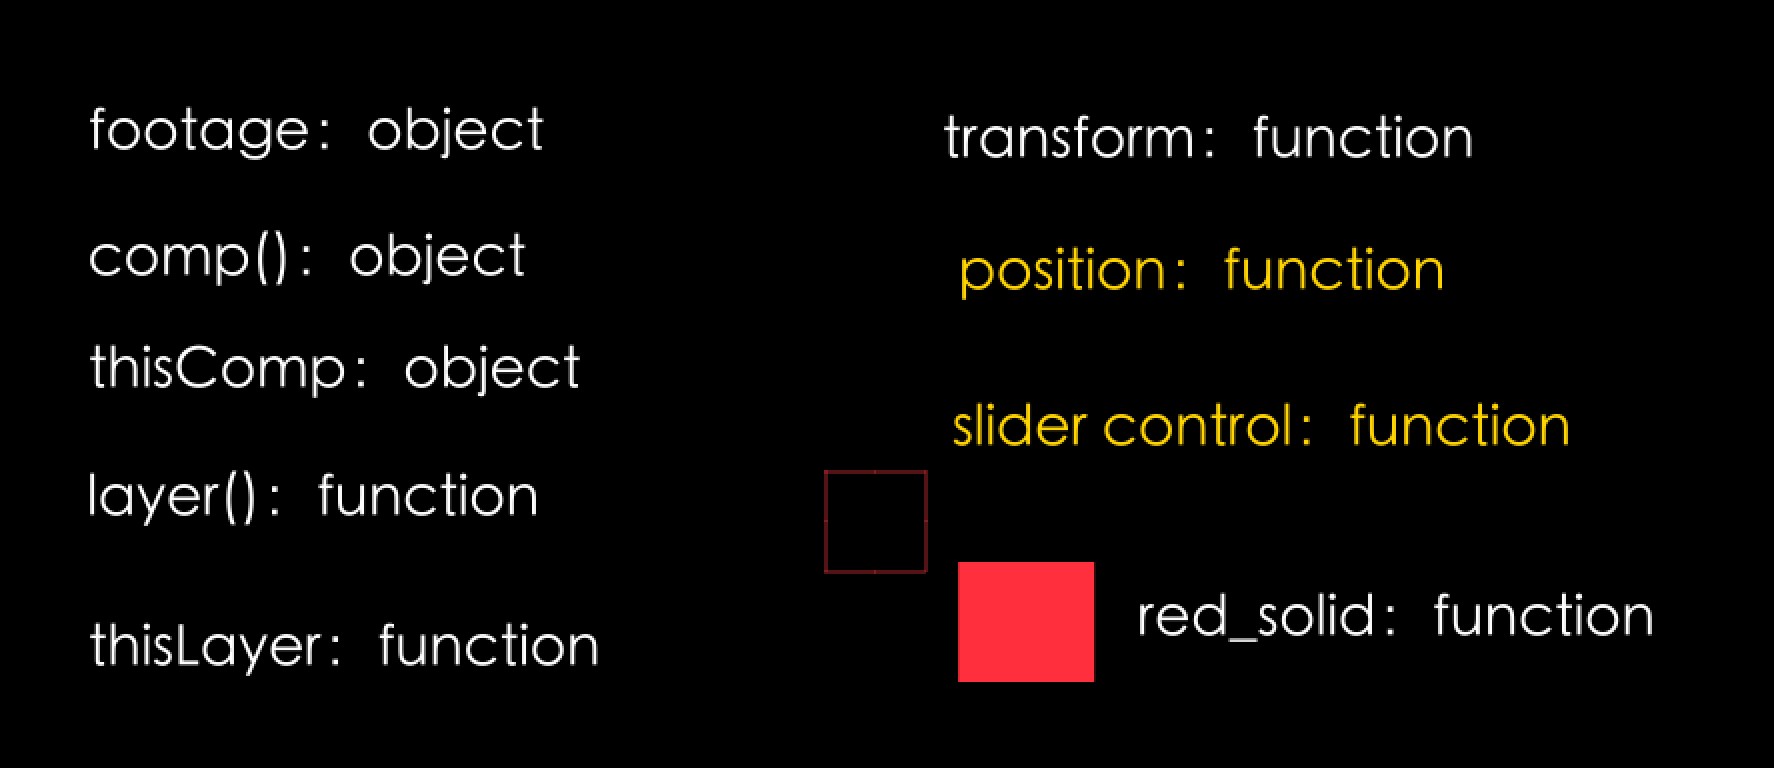 footage: object
comp(): object
thisComp: object
layer(): function
thisLayer: function
transform: function
position: function
slider control: function
red_solid: function